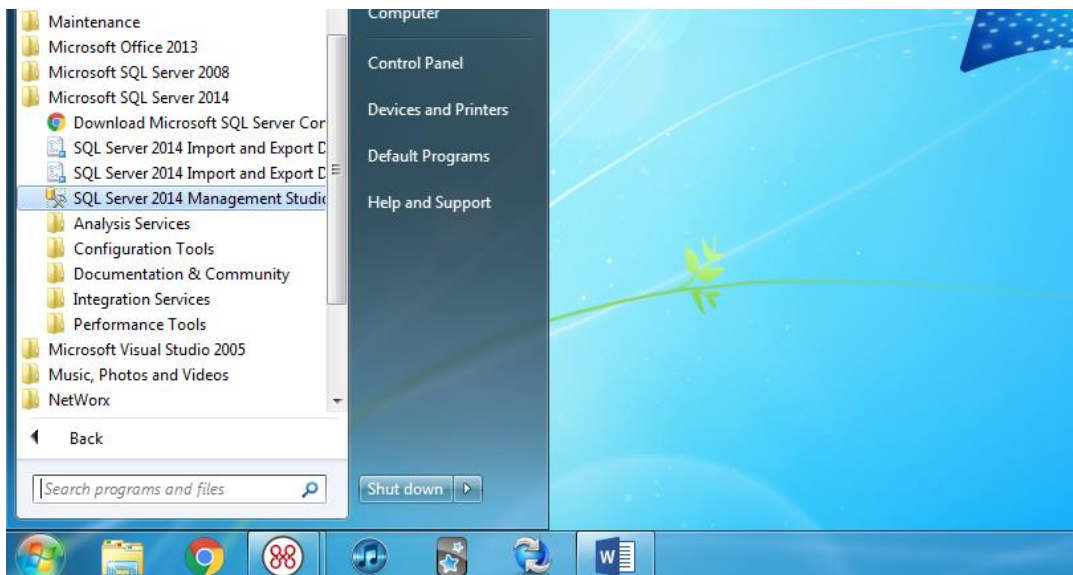 Maintenance
Microsoft Office 2013
Microsoft SQL Server 2008
Microsoft SQL Server 2014
Download Microsoft SQL Server Cor
SQL Server 2014 Import and Export D
SQL Server 2014 Import and Export D
SQL Server 2014 Management Studio
Analysis Services
Configuration Tools
Documentation & Community
Integration Services
Performance Tools
Microsoft Visual Studio 2005
Music, Photos and Videos
NetWorx
Back
Search programs and files
Computer
Control Panel
Devices and Printers
Default Programs
Help and Support
Shut down
W